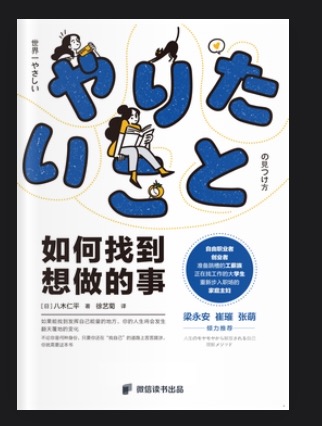 世界一やさしい
やりた
いこと
の見つけ方
如何找到
想做的事
[日] 八木仁平 著 徐艺菊 译
自由职业者
创业者
准备跳槽的工薪族
正在找工作的大学生
重新步入职场的
家庭主妇
梁永安 崔璀 张萌
倾力推荐
微信读书出品